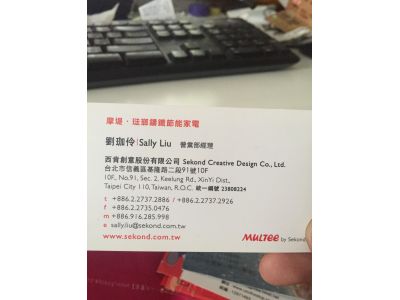 摩堤・琺瑯鑄鐵節能家電
劉珈伶 | Sally Liu 營業部經理
西肯創意股份有限公司 Sekond Creative Design Co., Ltd.
台北市信義區基隆路二段91號10F
10F., No.91, Sec. 2, Keelung Rd., XinYi Dist.,
Taipei City 110, Taiwan, R.O.C. 統一編號 23808224
t +886.2.2737.2886 / +886.2.2737.2926
f +886.2.2735.0476
m +886.916.285.998
e sally.liu@sekond.com.tw
www.sekond.com.tw
MULTEE by Sekond